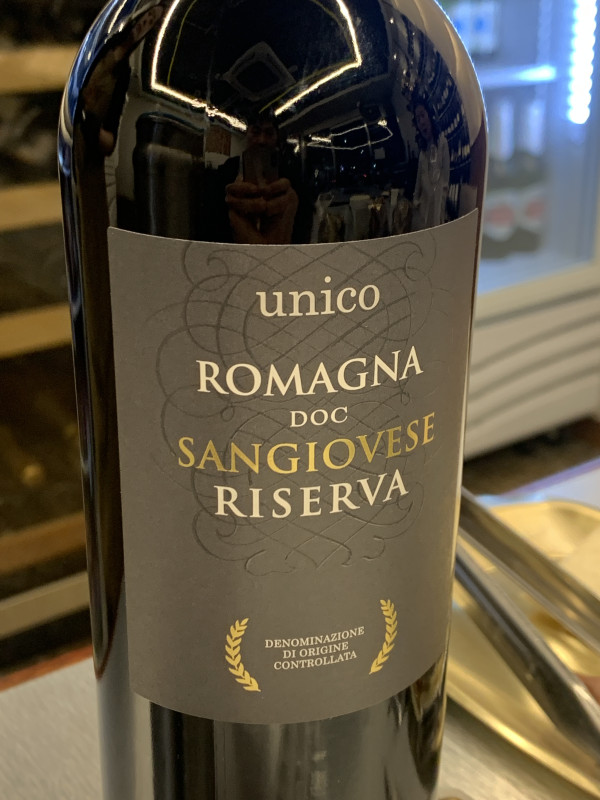 unico
ROMAGNA
DOC
SANGIOVESE
RISERVA
DENOMINAZIONE
DI ORIGINE
CONTROLLATA